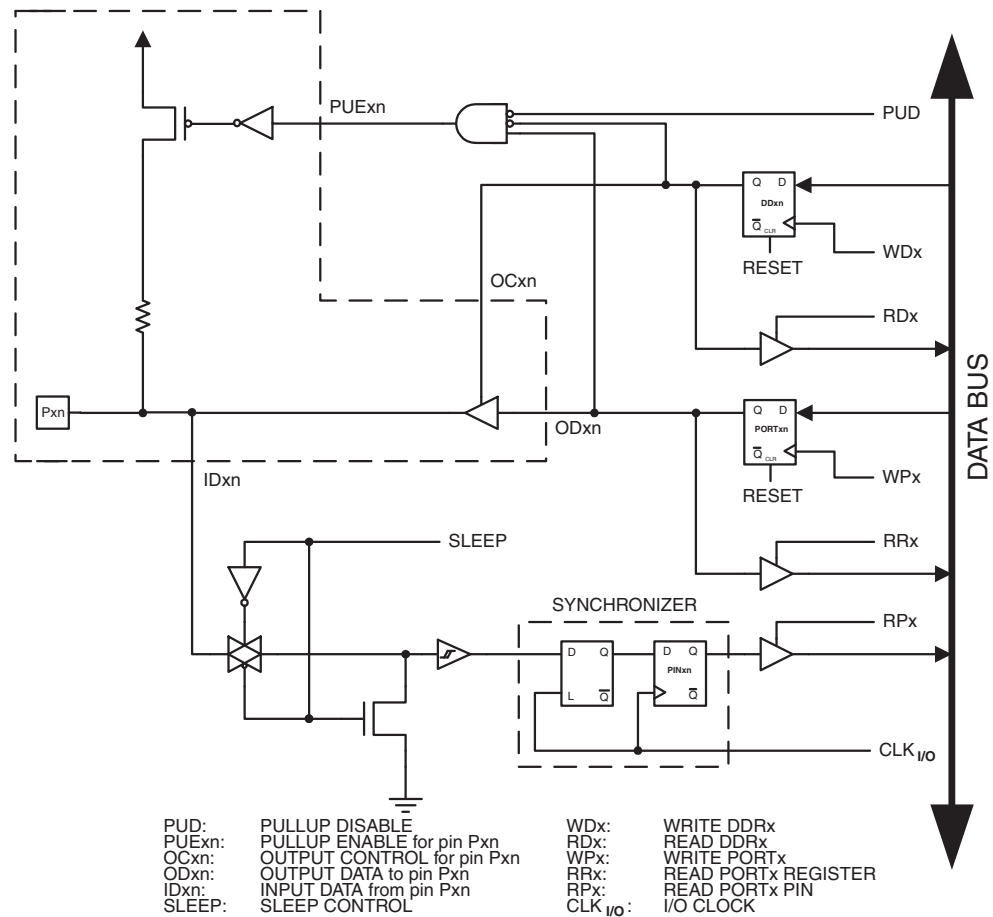 PUExn
PUD
Q D
DDxn
Q CLR
WDx
RESET
OCxn
RDx
Pxn
Q D
PORTxn
ODxn
Q CLR
WPx
RESET
IDxn
DATA BUS
SLEEP
RRx
SYNCHRONIZER
RPx
D Q
D Q
PINxn
L Q
Q
CLK I/O
PUD: PULLUP DISABLE
PUExn: PULLUP ENABLE for pin Pxn
OCxn: OUTPUT CONTROL for pin Pxn
ODxn: OUTPUT DATA to pin Pxn
IDxn: INPUT DATA from pin Pxn
SLEEP: SLEEP CONTROL
WDx: WRITE DDRx
RDx: READ DDRx
WPx: WRITE PORTx
RRx: READ PORTx REGISTER
RPx: READ PORTx PIN
CLK I/O: I/O CLOCK